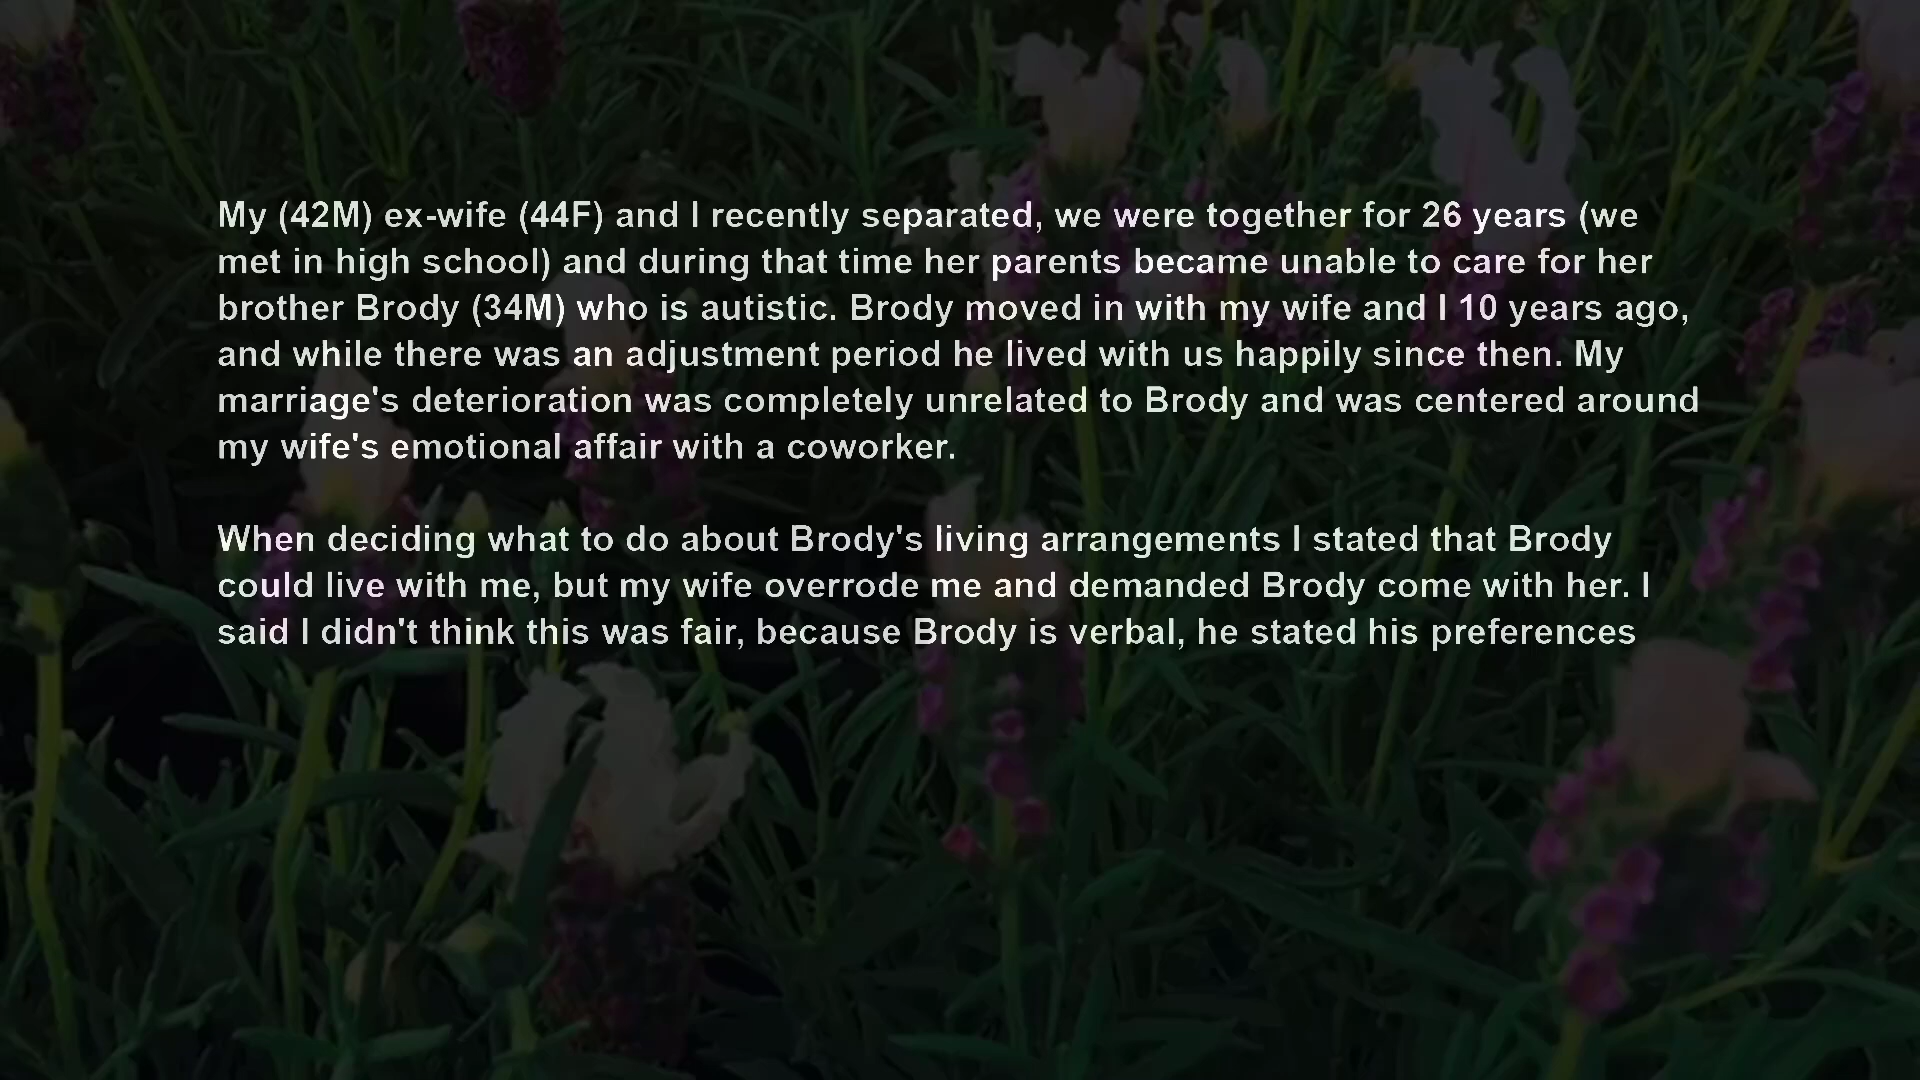 My (42M) ex-wife (44F) and I recently separated, we were together for 26 years (we
met in high school) and during that time her parents became unable to care for her
brother Brody (34M) who is autistic. Brody moved in with my wife and I 10 years ago,
and while there was an adjustment period he lived with us happily since then. My
marriage's deterioration was completely unrelated to Brody and was centered around
my wife's emotional affair with a coworker.
When deciding what to do about Brody's living arrangements I stated that Brody
could live with me, but my wife overrode me and demanded Brody come with her. I
said I didn't think this was fair, because Brody is verbal, he stated his preferences